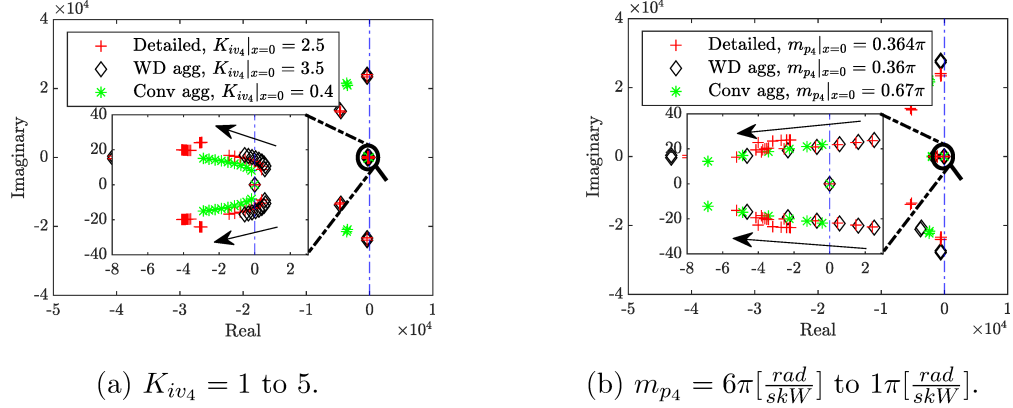 ×10⁴
4
2
0
-2
-4
Imaginary
Detailed, K_{iv_4}|_{x=0} = 2.5
WD agg, K_{iv_4}|_{x=0} = 3.5
Conv agg, K_{iv_4}|_{x=0} = 0.4
40
20
0
-20
-40
-8 -6 -4 -2 0 2
-5 -4 -3 -2 -1 0 1
Real
×10⁴
(a) K_{iv_4} = 1 to 5.
×10⁴
4
2
0
-2
-4
Imaginary
Detailed, m_{p_4}|_{x=0} = 0.364π
WD agg, m_{p_4}|_{x=0} = 0.36π
Conv agg, m_{p_4}|_{x=0} = 0.67π
40
20
0
-20
-40
-8 -6 -4 -2 0 2
-5 -4 -3 -2 -1 0 1
Real
×10⁴
(b) m_{p_4} = 6π[\frac{rad}{skW}] to 1π[\frac{rad}{skW}].